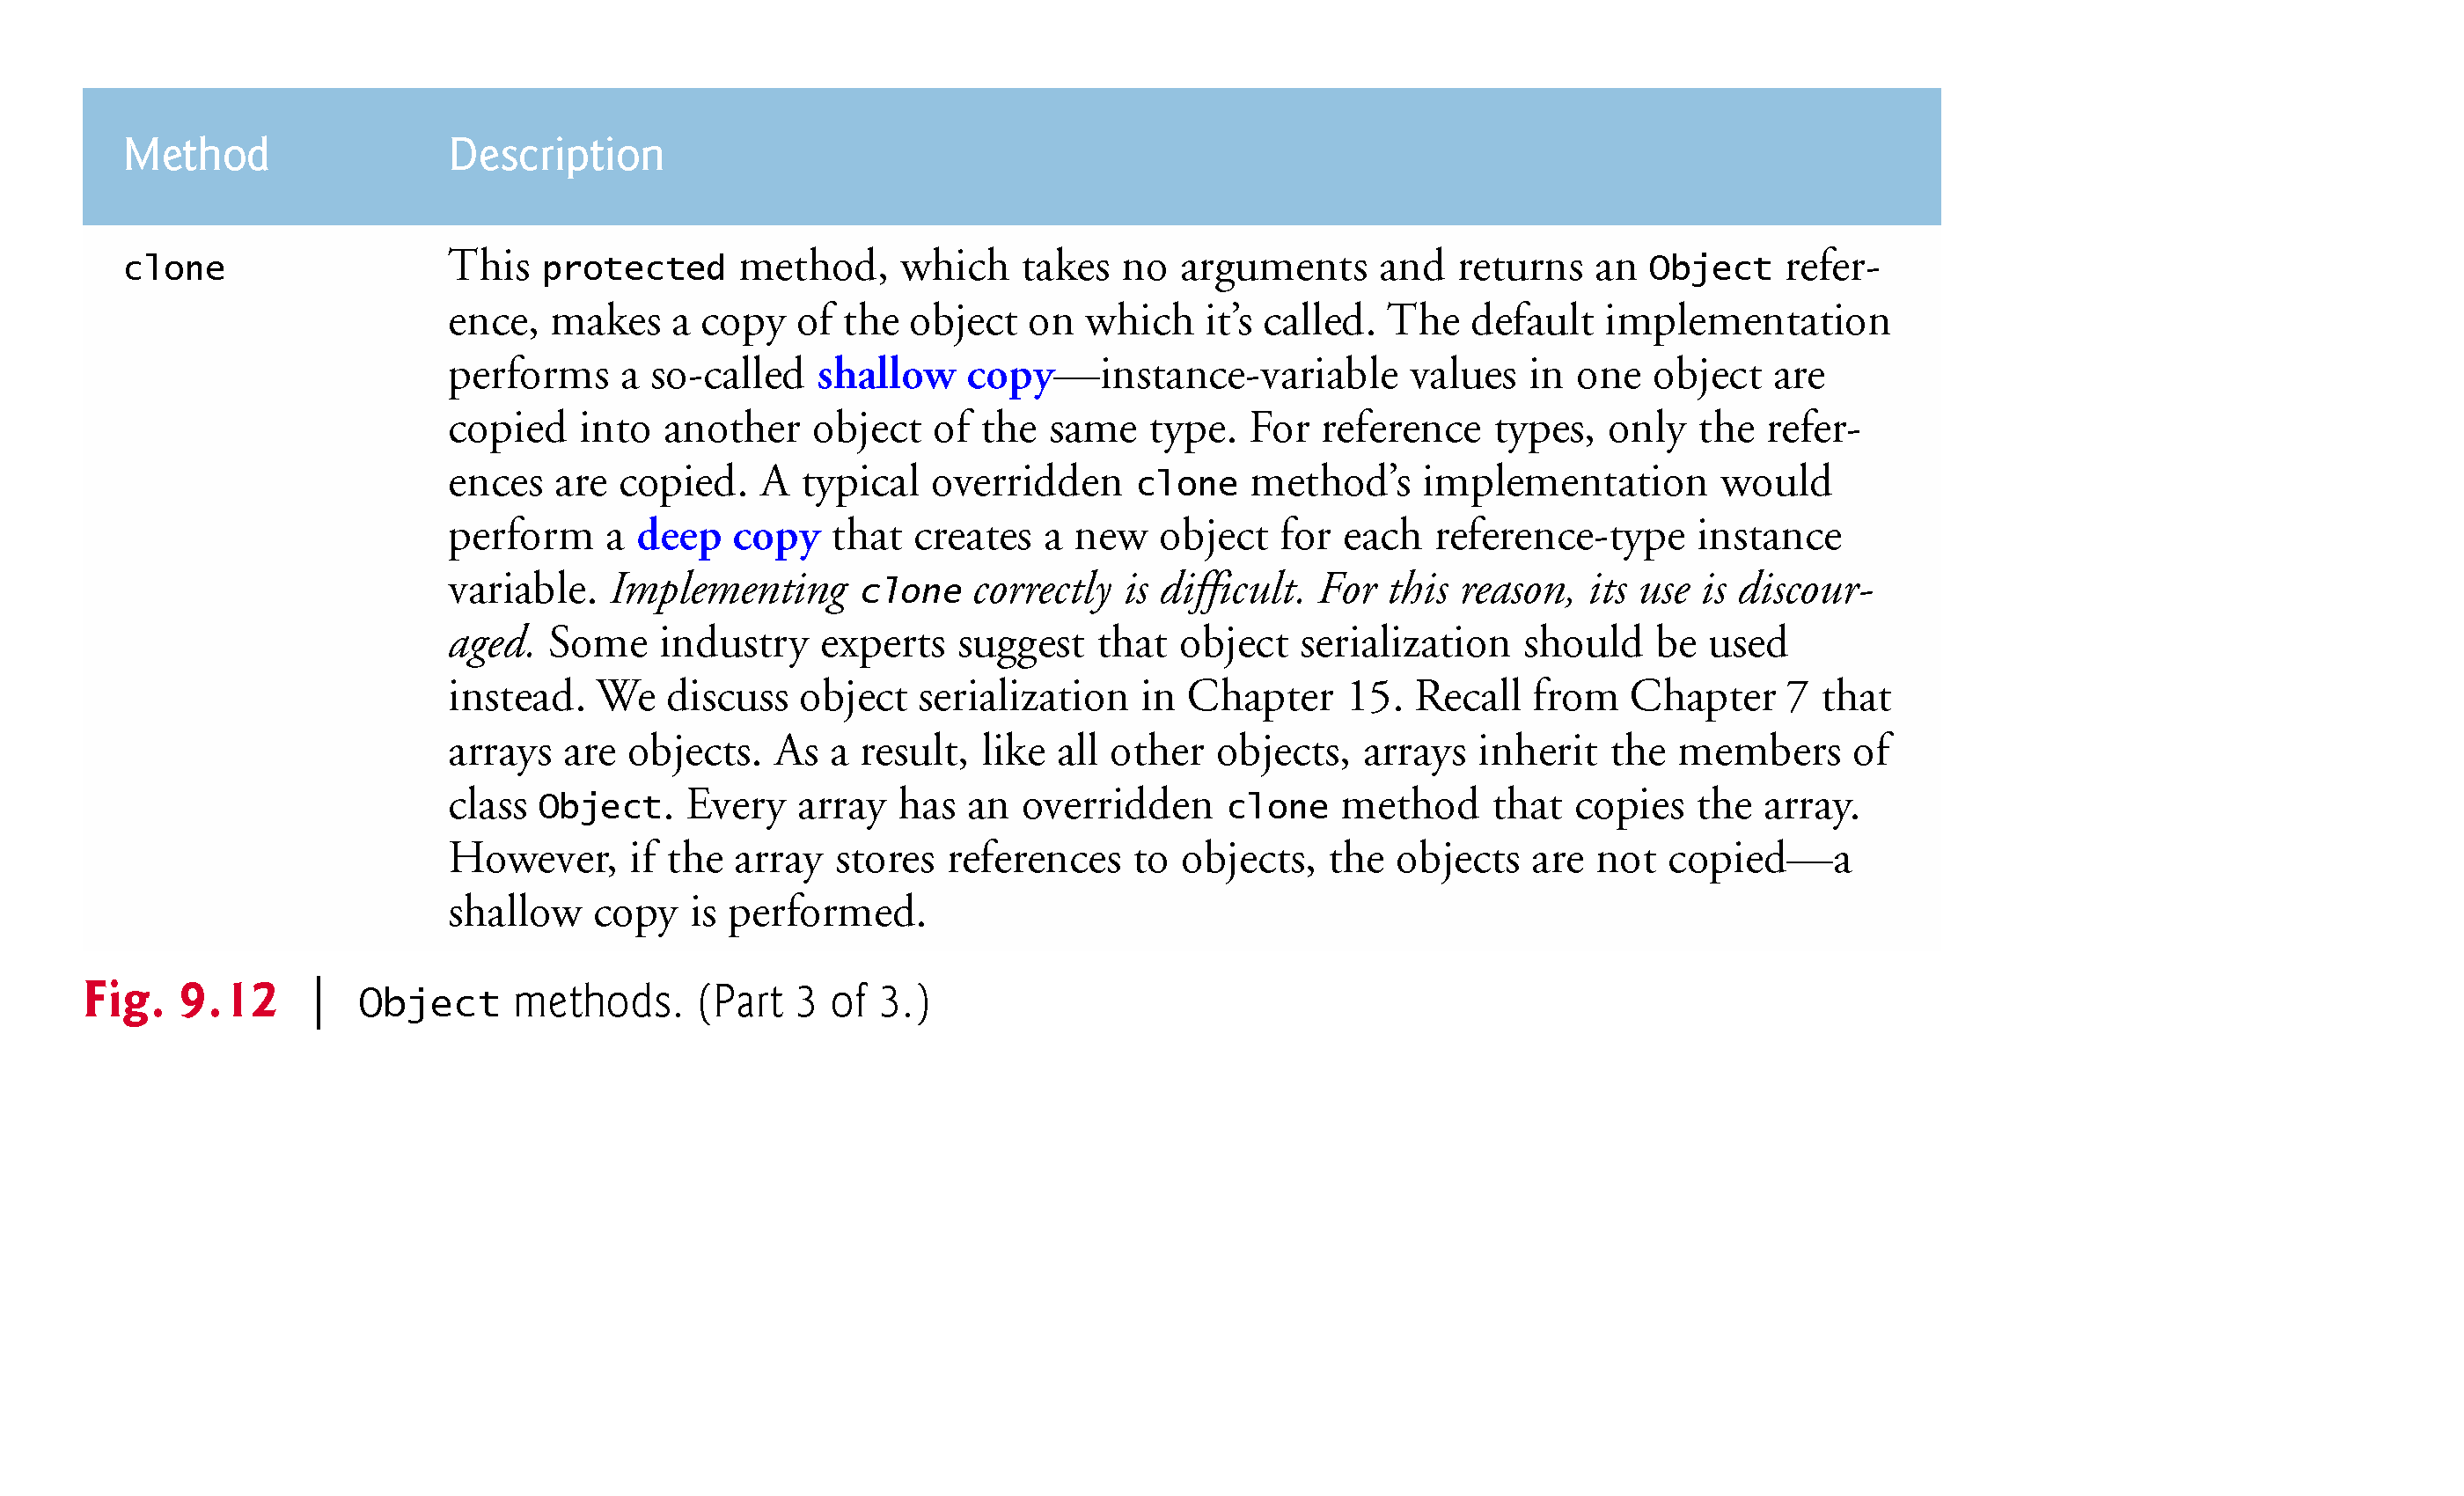 Method Description
clone This protected method, which takes no arguments and returns an Object refer-
ence, makes a copy of the object on which it’s called. The default implementation
performs a so-called shallow copy—instance-variable values in one object are
copied into another object of the same type. For reference types, only the refer-
ences are copied. A typical overridden clone method’s implementation would
perform a deep copy that creates a new object for each reference-type instance
variable. Implementing clone correctly is difficult. For this reason, its use is discour-
aged. Some industry experts suggest that object serialization should be used
instead. We discuss object serialization in Chapter 15. Recall from Chapter 7 that
arrays are objects. As a result, like all other objects, arrays inherit the members of
class Object. Every array has an overridden clone method that copies the array.
However, if the array stores references to objects, the objects are not copied—a
shallow copy is performed.
Fig. 9.12 | Object methods. (Part 3 of 3.)